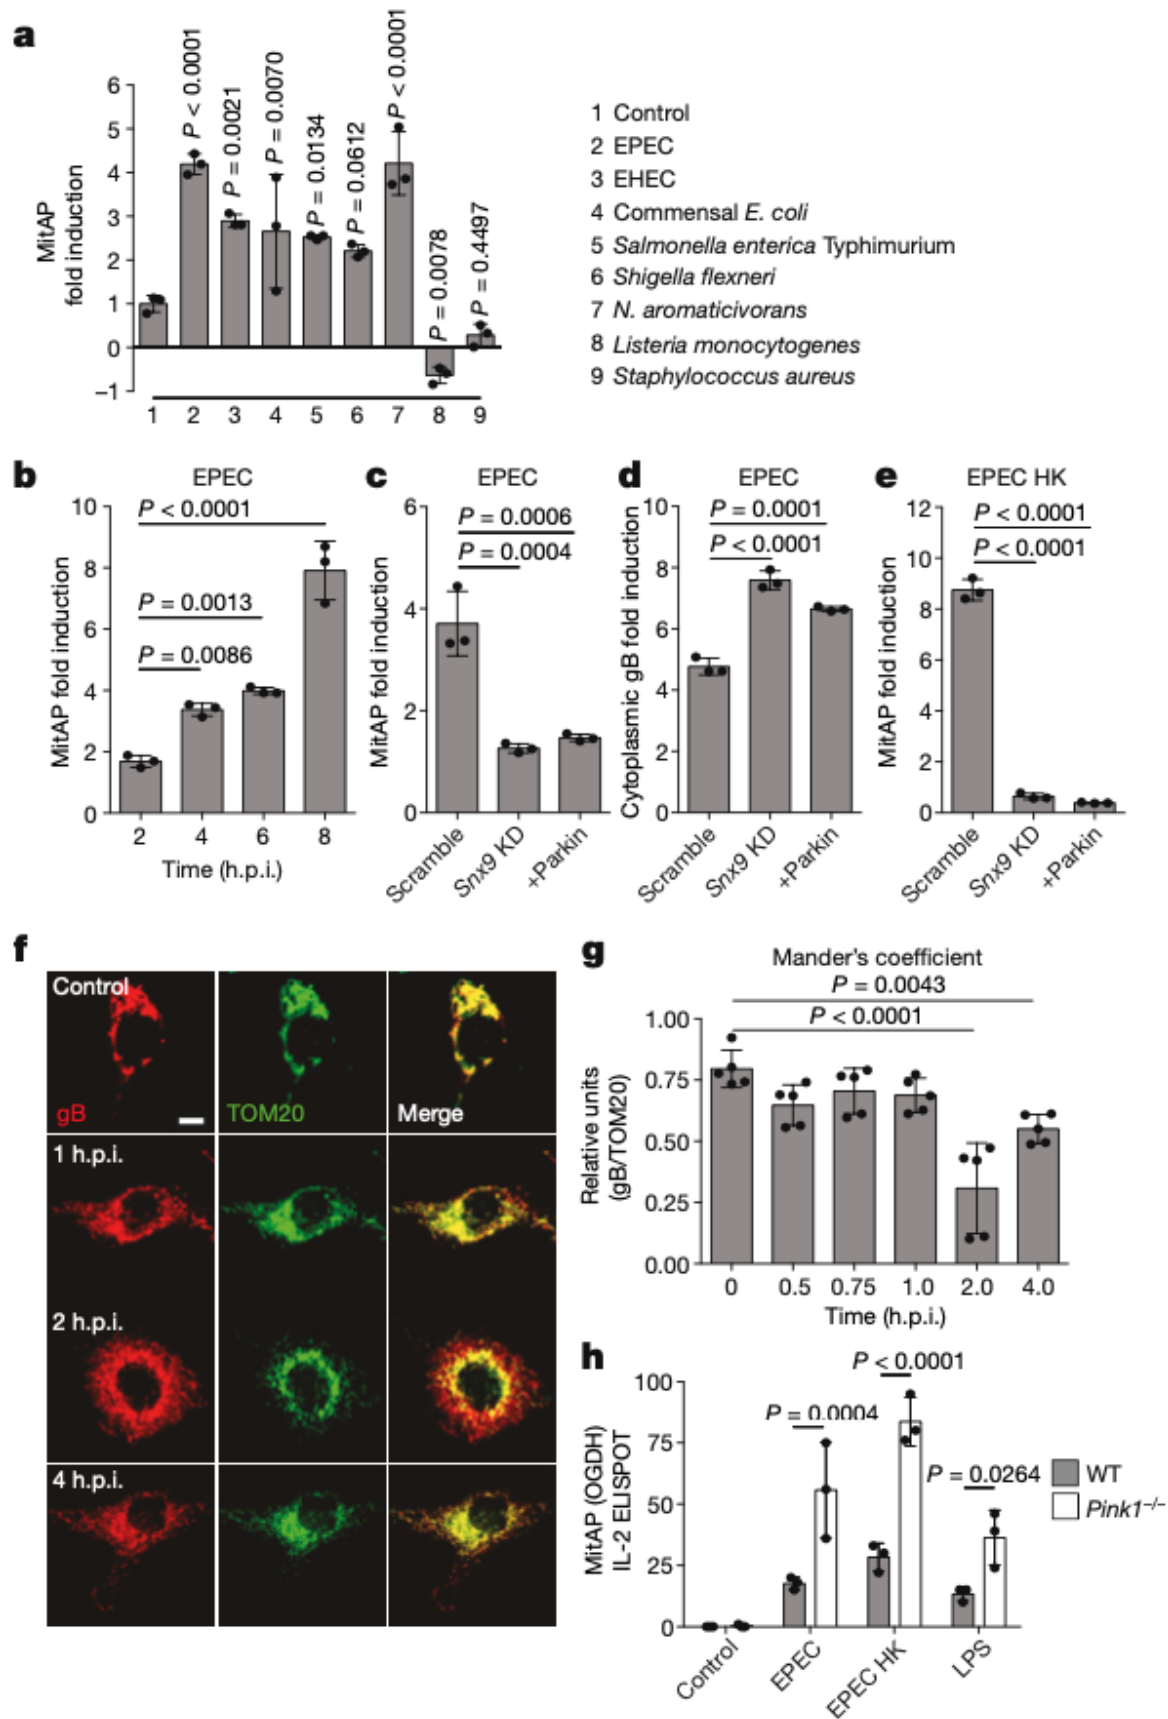 a
MitAP
fold induction
6
5
4
3
2
1
0
−1
P < 0.0001
P = 0.0021
P = 0.0070
P = 0.0134
P = 0.0612
P < 0.0001
P = 0.0078
P = 0.4497
1 2 3 4 5 6 7 8 9
1 Control
2 EPEC
3 EHEC
4 Commensal E. coli
5 Salmonella enterica Typhimurium
6 Shigella flexneri
7 N. aromaticivorans
8 Listeria monocytogenes
9 Staphylococcus aureus
b
EPEC
MitAP fold induction
10
8
6
4
2
0
P < 0.0001
P = 0.0013
P = 0.0086
2 4 6 8
Time (h.p.i.)
c
EPEC
MitAP fold induction
6
4
2
0
P = 0.0006
P = 0.0004
Scramble
Snx9 KD
+Parkin
d
EPEC
Cytoplasmic gB fold induction
10
8
6
4
2
0
P = 0.0001
P < 0.0001
Scramble
Snx9 KD
+Parkin
e
EPEC HK
MitAP fold induction
12
10
8
6
4
2
0
P < 0.0001
P < 0.0001
Scramble
Snx9 KD
+Parkin
f
Control
gB
TOM20
Merge
1 h.p.i.
2 h.p.i.
4 h.p.i.
g
Mander's coefficient
P = 0.0043
P < 0.0001
Relative units
(gB/TOM20)
1.00
0.75
0.50
0.25
0.00
0 0.5 0.75 1.0 2.0 4.0
Time (h.p.i.)
h
MitAP (OGDH)
IL-2 ELISPOT
100
75
50
25
0
P < 0.0001
P = 0.0004
P = 0.0264
WT
Pink1−/−
Control
EPEC
EPEC HK
LPS